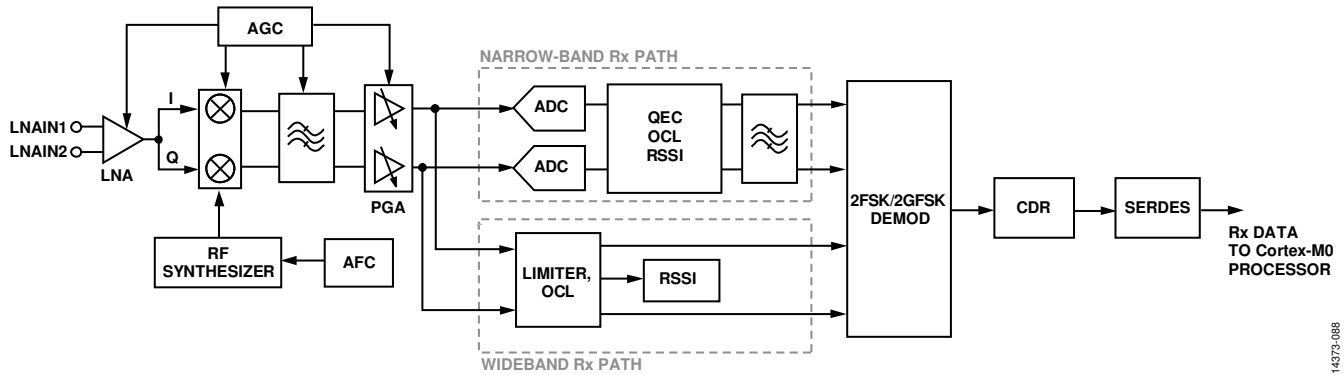 AGC
NARROW-BAND Rx PATH
LNAIN1
LNAIN2
LNA
I
Q
PGA
ADC
ADC
QEC
OCL
RSSI
2FSK/2GFSK
DEMOD
CDR
SERDES
Rx DATA
TO Cortex-M0
PROCESSOR
RF
SYNTHESIZER
AFC
LIMITER,
OCL
RSSI
WIDEBAND Rx PATH
14373-088